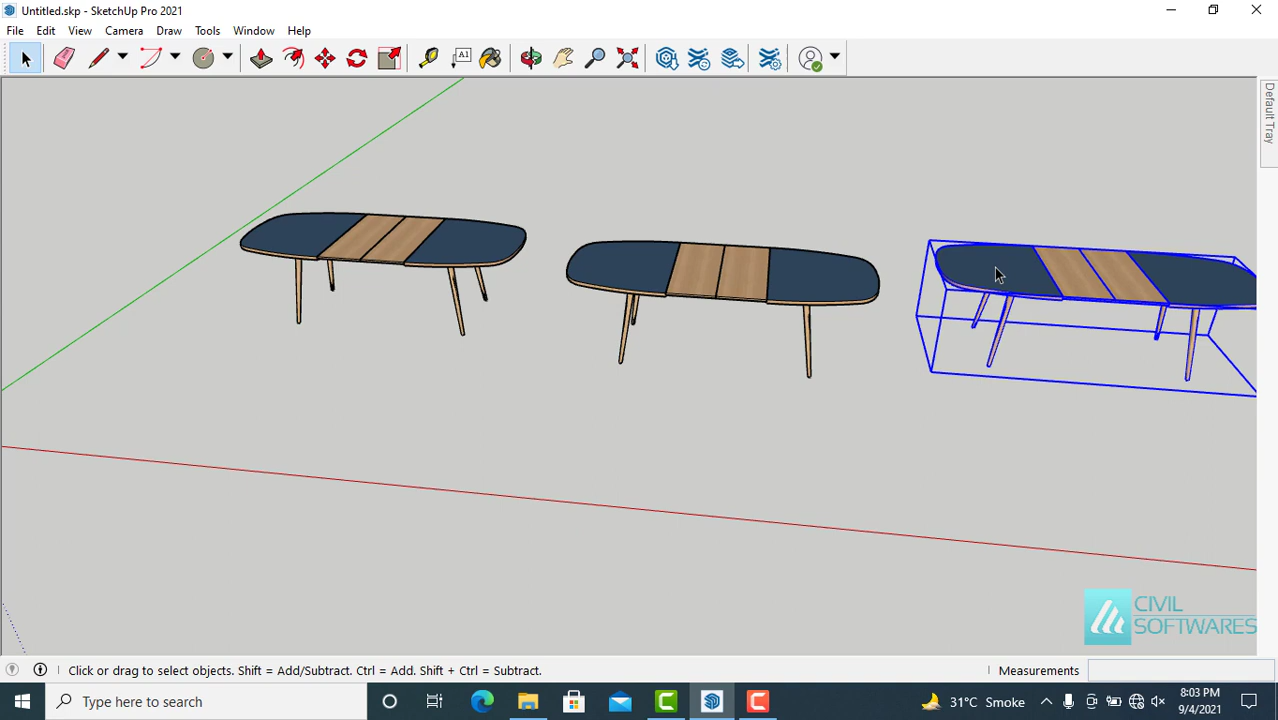 Untitled.skp - SketchUp Pro 2021
File Edit View Camera Draw Tools Window Help
A1
Default Tray
CIVIL
SOFTWARES
Click or drag to select objects. Shift = Add/Subtract. Ctrl = Add. Shift + Ctrl = Subtract.
Measurements
Type here to search
31°C Smoke
8:03 PM
9/4/2021